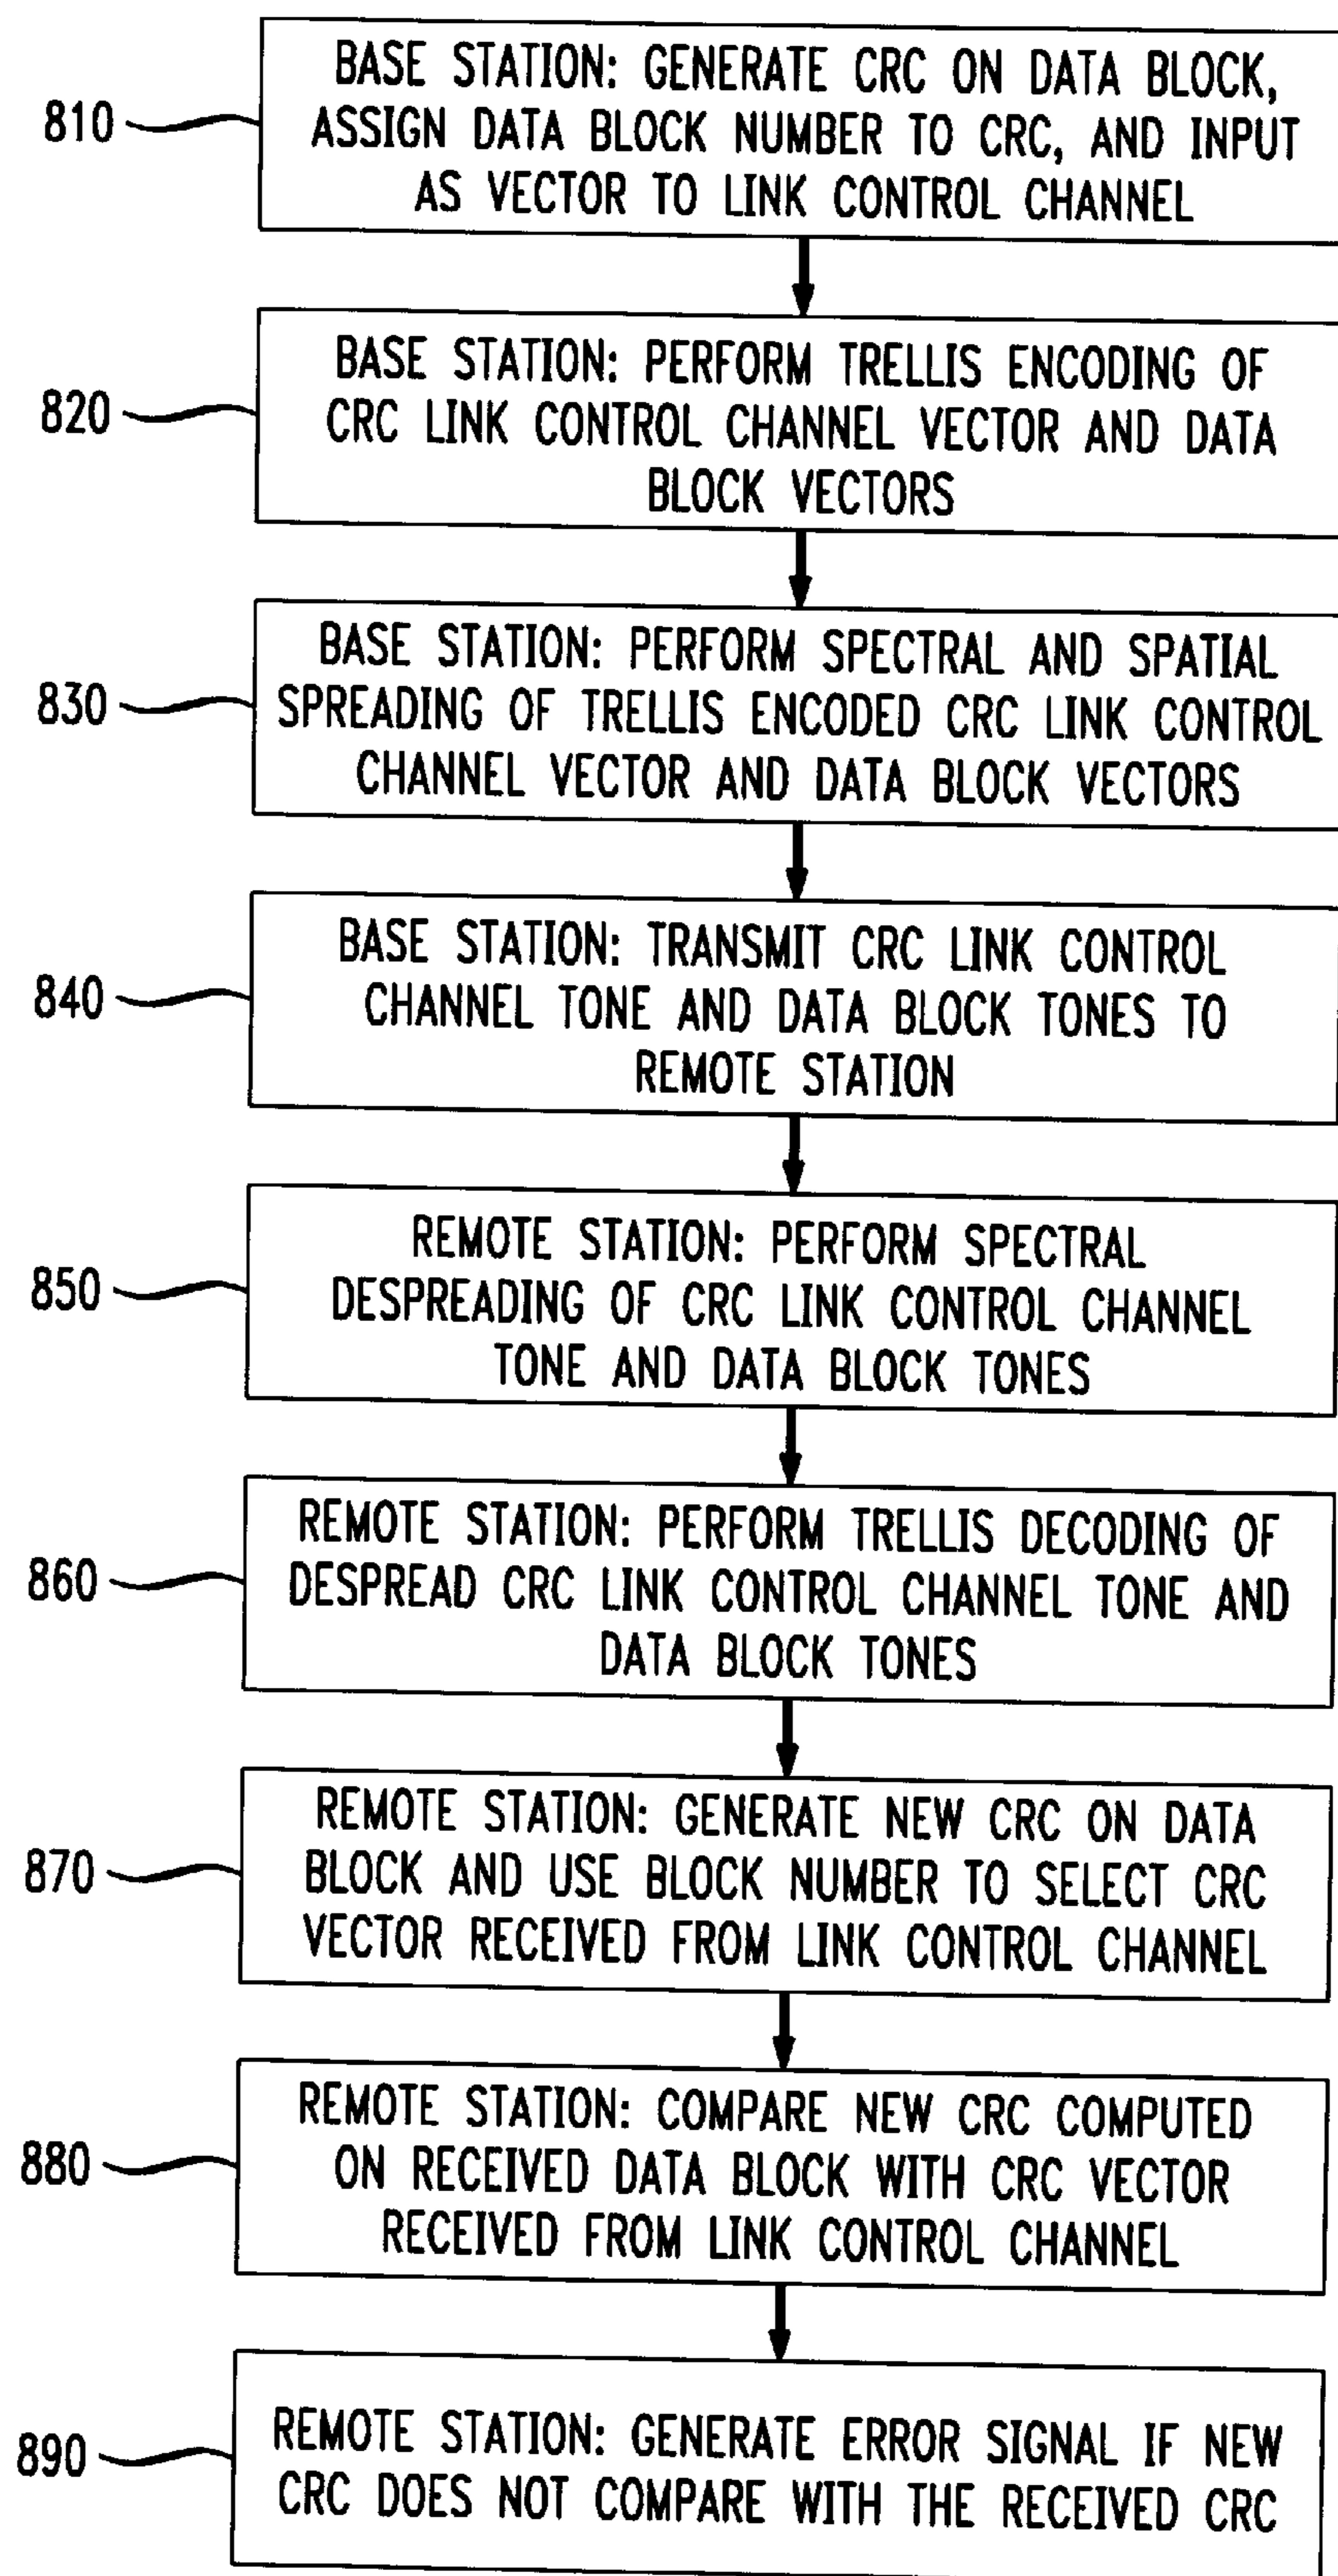 810
BASE STATION: GENERATE CRC ON DATA BLOCK,
ASSIGN DATA BLOCK NUMBER TO CRC, AND INPUT
AS VECTOR TO LINK CONTROL CHANNEL
820
BASE STATION: PERFORM TRELLIS ENCODING OF
CRC LINK CONTROL CHANNEL VECTOR AND DATA
BLOCK VECTORS
830
BASE STATION: PERFORM SPECTRAL AND SPATIAL
SPREADING OF TRELLIS ENCODED CRC LINK CONTROL
CHANNEL VECTOR AND DATA BLOCK VECTORS
840
BASE STATION: TRANSMIT CRC LINK CONTROL
CHANNEL TONE AND DATA BLOCK TONES TO
REMOTE STATION
850
REMOTE STATION: PERFORM SPECTRAL
DESPREADING OF CRC LINK CONTROL CHANNEL
TONE AND DATA BLOCK TONES
860
REMOTE STATION: PERFORM TRELLIS DECODING OF
DESPREAD CRC LINK CONTROL CHANNEL TONE AND
DATA BLOCK TONES
870
REMOTE STATION: GENERATE NEW CRC ON DATA
BLOCK AND USE BLOCK NUMBER TO SELECT CRC
VECTOR RECEIVED FROM LINK CONTROL CHANNEL
880
REMOTE STATION: COMPARE NEW CRC COMPUTED
ON RECEIVED DATA BLOCK WITH CRC VECTOR
RECEIVED FROM LINK CONTROL CHANNEL
890
REMOTE STATION: GENERATE ERROR SIGNAL IF NEW
CRC DOES NOT COMPARE WITH THE RECEIVED CRC